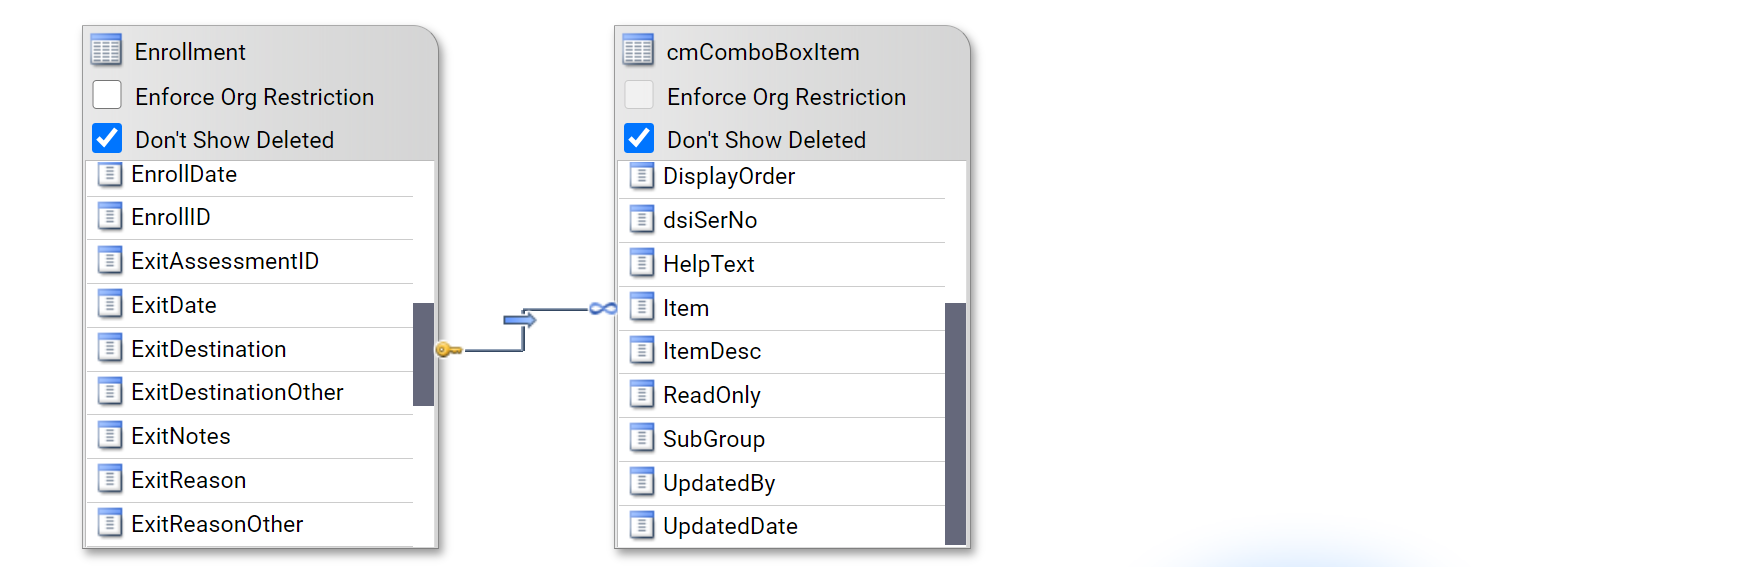 Enrollment
Enforce Org Restriction
Don't Show Deleted
EnrollDate
EnrollID
ExitAssessmentID
ExitDate
ExitDestination
ExitDestinationOther
ExitNotes
ExitReason
ExitReasonOther
cmComboBoxItem
Enforce Org Restriction
Don't Show Deleted
DisplayOrder
dsiSerNo
HelpText
Item
ItemDesc
ReadOnly
SubGroup
UpdatedBy
UpdatedDate